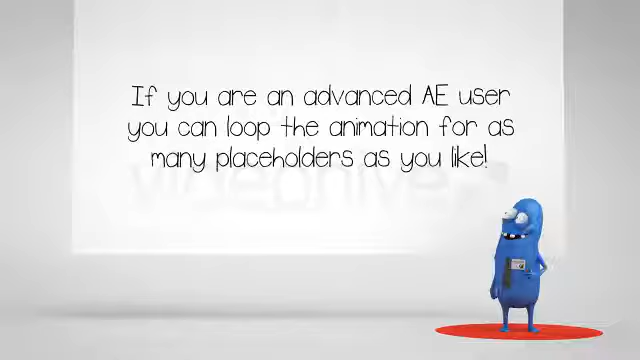 If you are an advanced AE user
you can loop the animation for as
many placeholders as you like!
videohive